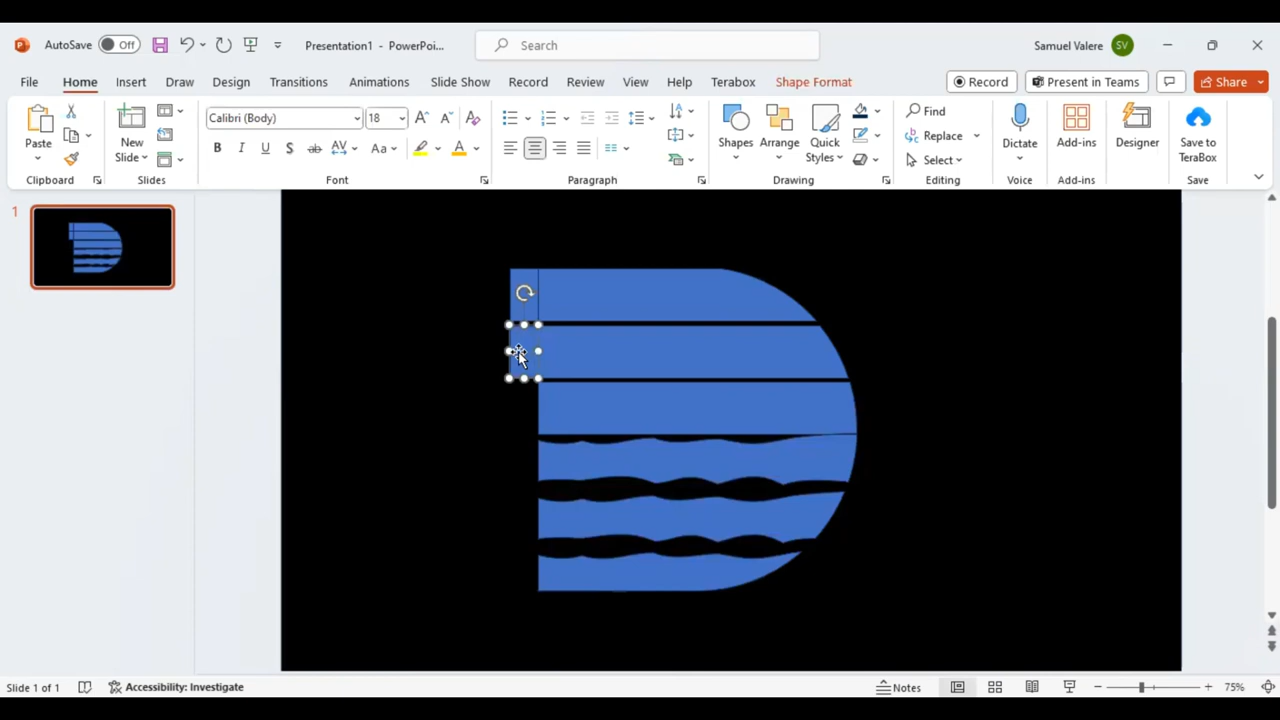 AutoSave Off Presentation1 - PowerPoi... Search Samuel Valere SV
File Home Insert Draw Design Transitions Animations Slide Show Record Review View Help Terabox Shape Format Record Present in Teams Share
Calibri (Body) 18 Find
Paste New Slide Shapes Arrange Quick Styles Replace Dictate Add-ins Designer Save to TeraBox
B I U S ab AV Aa A Select
Clipboard Slides Font Paragraph Drawing Editing Voice Add-ins Save
1
Slide 1 of 1 Accessibility: Investigate Notes 75%